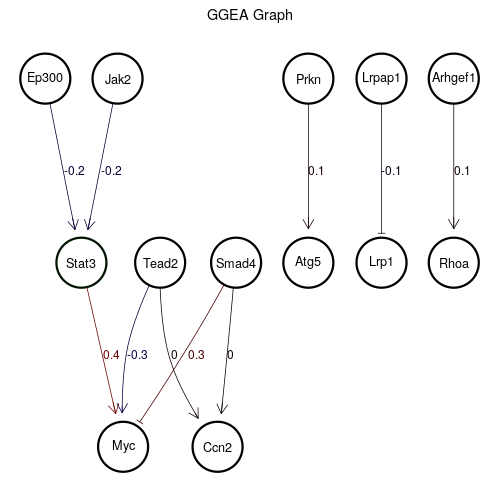 GGEA Graph
Ep300 Jak2 Prkn Lrpap1 Arhgef1
-0.2 -0.2 0.1 -0.1 0.1
Stat3 Tead2 Smad4 Atg5 Lrp1 Rhoa
0.4 -0.3 0 0.3 0
Myc Ccn2